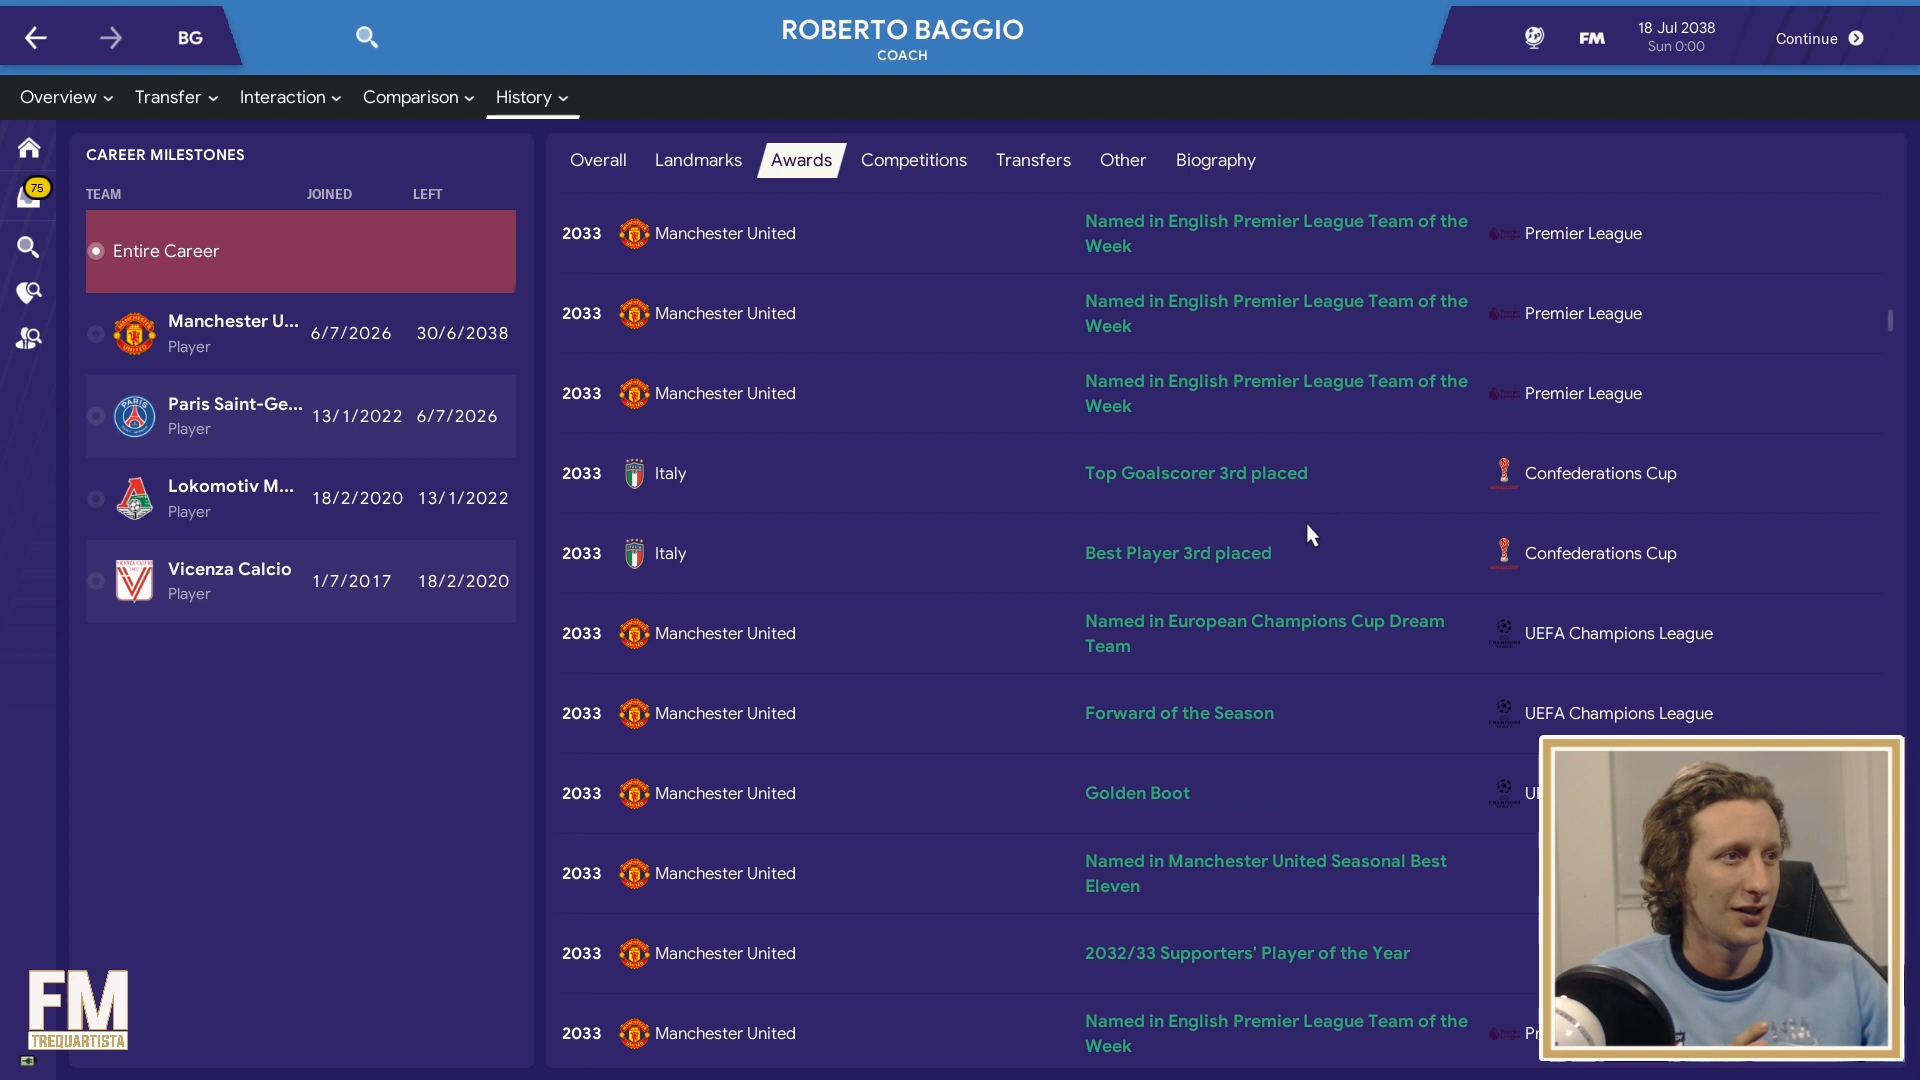 BG
ROBERTO BAGGIO
COACH
FM
18 Jul 2038
Sun 0:00
Continue
Overview
Transfer
Interaction
Comparison
History
75
CAREER MILESTONES
TEAM JOINED LEFT
Entire Career
Manchester U... 6/7/2026 30/6/2038
Player
Paris Saint-Ge... 13/1/2022 6/7/2026
Player
Lokomotiv M... 18/2/2020 13/1/2022
Player
Vicenza Calcio 1/7/2017 18/2/2020
Player
Overall Landmarks Awards Competitions Transfers Other Biography
2033 Manchester United Named in English Premier League Team of the
Week Premier League
2033 Manchester United Named in English Premier League Team of the
Week Premier League
2033 Manchester United Named in English Premier League Team of the
Week Premier League
2033 Italy Top Goalscorer 3rd placed Confederations Cup
2033 Italy Best Player 3rd placed Confederations Cup
2033 Manchester United Named in European Champions Cup Dream
Team UEFA Champions League
2033 Manchester United Forward of the Season UEFA Champions League
2033 Manchester United Golden Boot
2033 Manchester United Named in Manchester United Seasonal Best
Eleven
2033 Manchester United 2032/33 Supporters' Player of the Year
2033 Manchester United Named in English Premier League Team of the
Week
FM
TREQUARTISTA